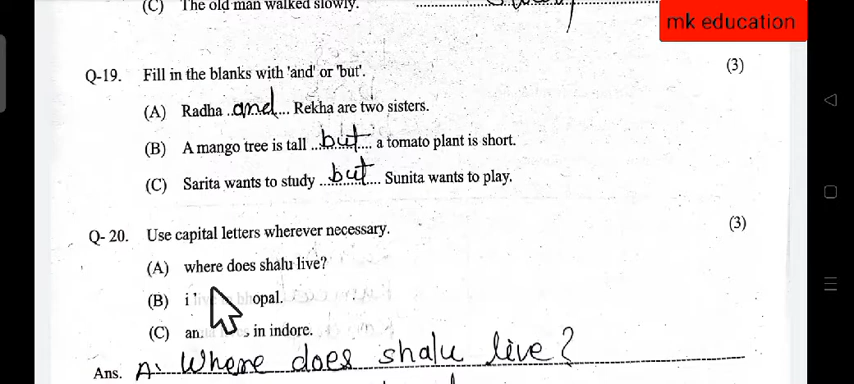 (C) The old man walked slowly.
mk education
Q-19. Fill in the blanks with 'and' or 'but'. (3)
(A) Radha ..and... Rekha are two sisters.
(B) A mango tree is tall ...but.... a tomato plant is short.
(C) Sarita wants to study ...but.... Sunita wants to play.
Q- 20. Use capital letters wherever necessary. (3)
(A) where does shalu live?
(B) i opal.
(C) in indore.
Ans. A: Where does shalu live?